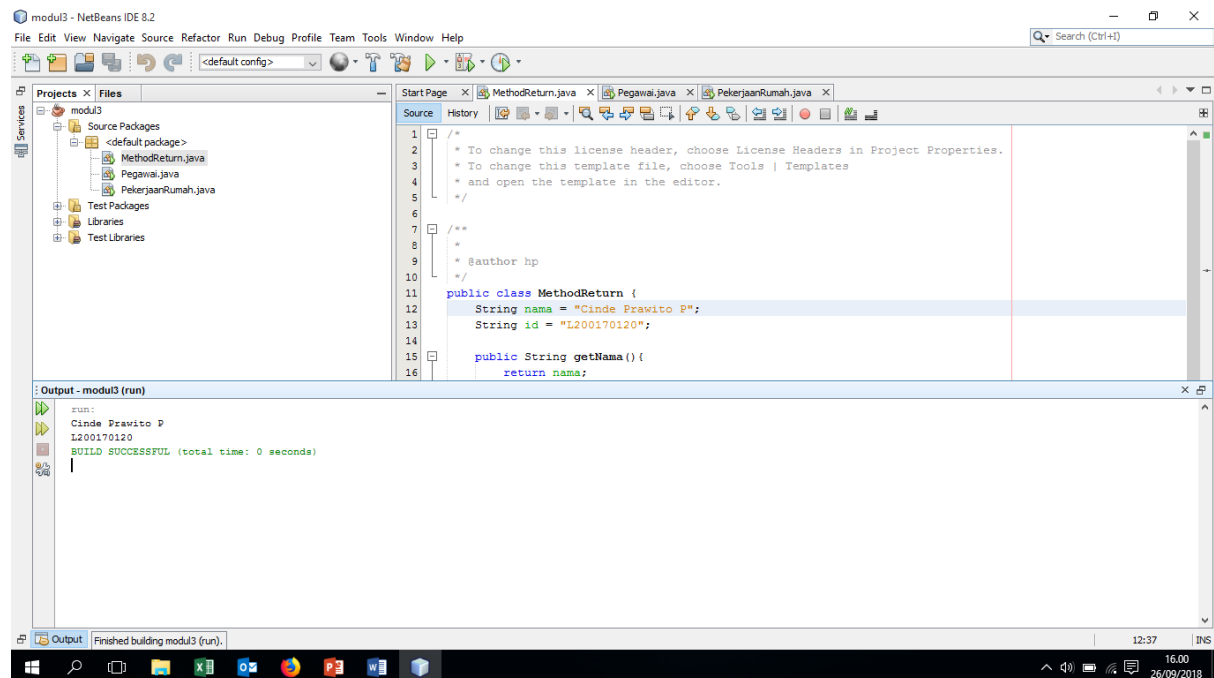 modul3 - NetBeans IDE 8.2
File Edit View Navigate Source Refactor Run Debug Profile Team Tools Window Help
Search (Ctrl+I)
<default config>
Projects Files
Services
modul3
Source Packages
<default package>
MethodReturn.java
Pegawai.java
PekerjaanRumah.java
Test Packages
Libraries
Test Libraries
Start Page MethodReturn.java Pegawai.java PekerjaanRumah.java
Source History
1 /*
2 * To change this license header, choose License Headers in Project Properties.
3 * To change this template file, choose Tools | Templates
4 * and open the template in the editor.
5 */
6
7 /**
8 *
9 * @author hp
10 */
11 public class MethodReturn {
12 String nama = "Cinde Prawito P";
13 String id = "L200170120";
14
15 public String getNama(){
16 return nama;
Output - modul3 (run)
run:
Cinde Prawito P
L200170120
BUILD SUCCESSFUL (total time: 0 seconds)
Output Finished building modul3 (run).
12:37 INS
16.00
26/09/2018